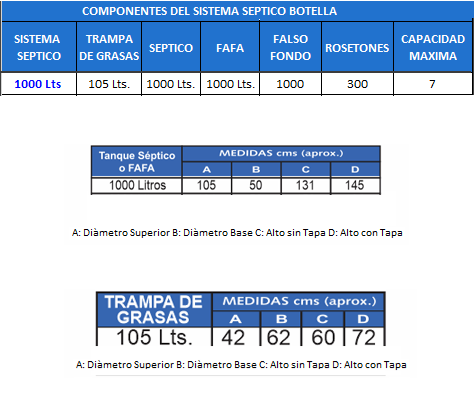 COMPONENTES DEL SISTEMA SEPTICO BOTELLA
SISTEMA SEPTICO TRAMPA DE GRASAS SEPTICO FAFA FALSO FONDO ROSETONES CAPACIDAD MAXIMA
1000 Lts 105 Lts. 1000 Lts. 1000 Lts. 1000 300 7
Tanque Séptico o FAFA MEDIDAS cms (aprox.)
A B C D
1000 Litros 105 50 131 145
A: Diàmetro Superior B: Diàmetro Base C: Alto sin Tapa D: Alto con Tapa
TRAMPA DE GRASAS MEDIDAS cms (aprox.)
A B C D
105 Lts. 42 62 60 72
A: Diàmetro Superior B: Diàmetro Base C: Alto sin Tapa D: Alto con Tapa